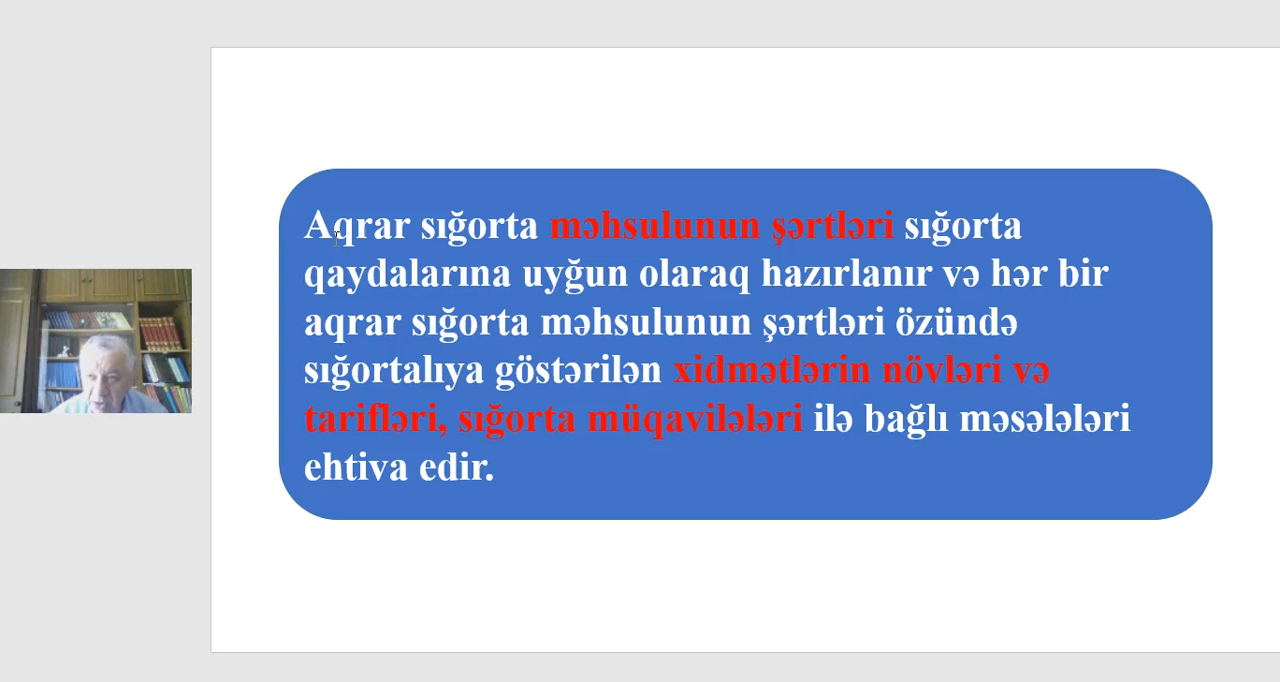 Aqrar sığorta məhsulunun şərtləri sığorta
qaydalarına uyğun olaraq hazırlanır və hər bir
aqrar sığorta məhsulunun şərtləri özündə
sığortalıya göstərilən xidmətlərin növləri və
tarifləri, sığorta müqavilələri ilə bağlı məsələləri
ehtiva edir.